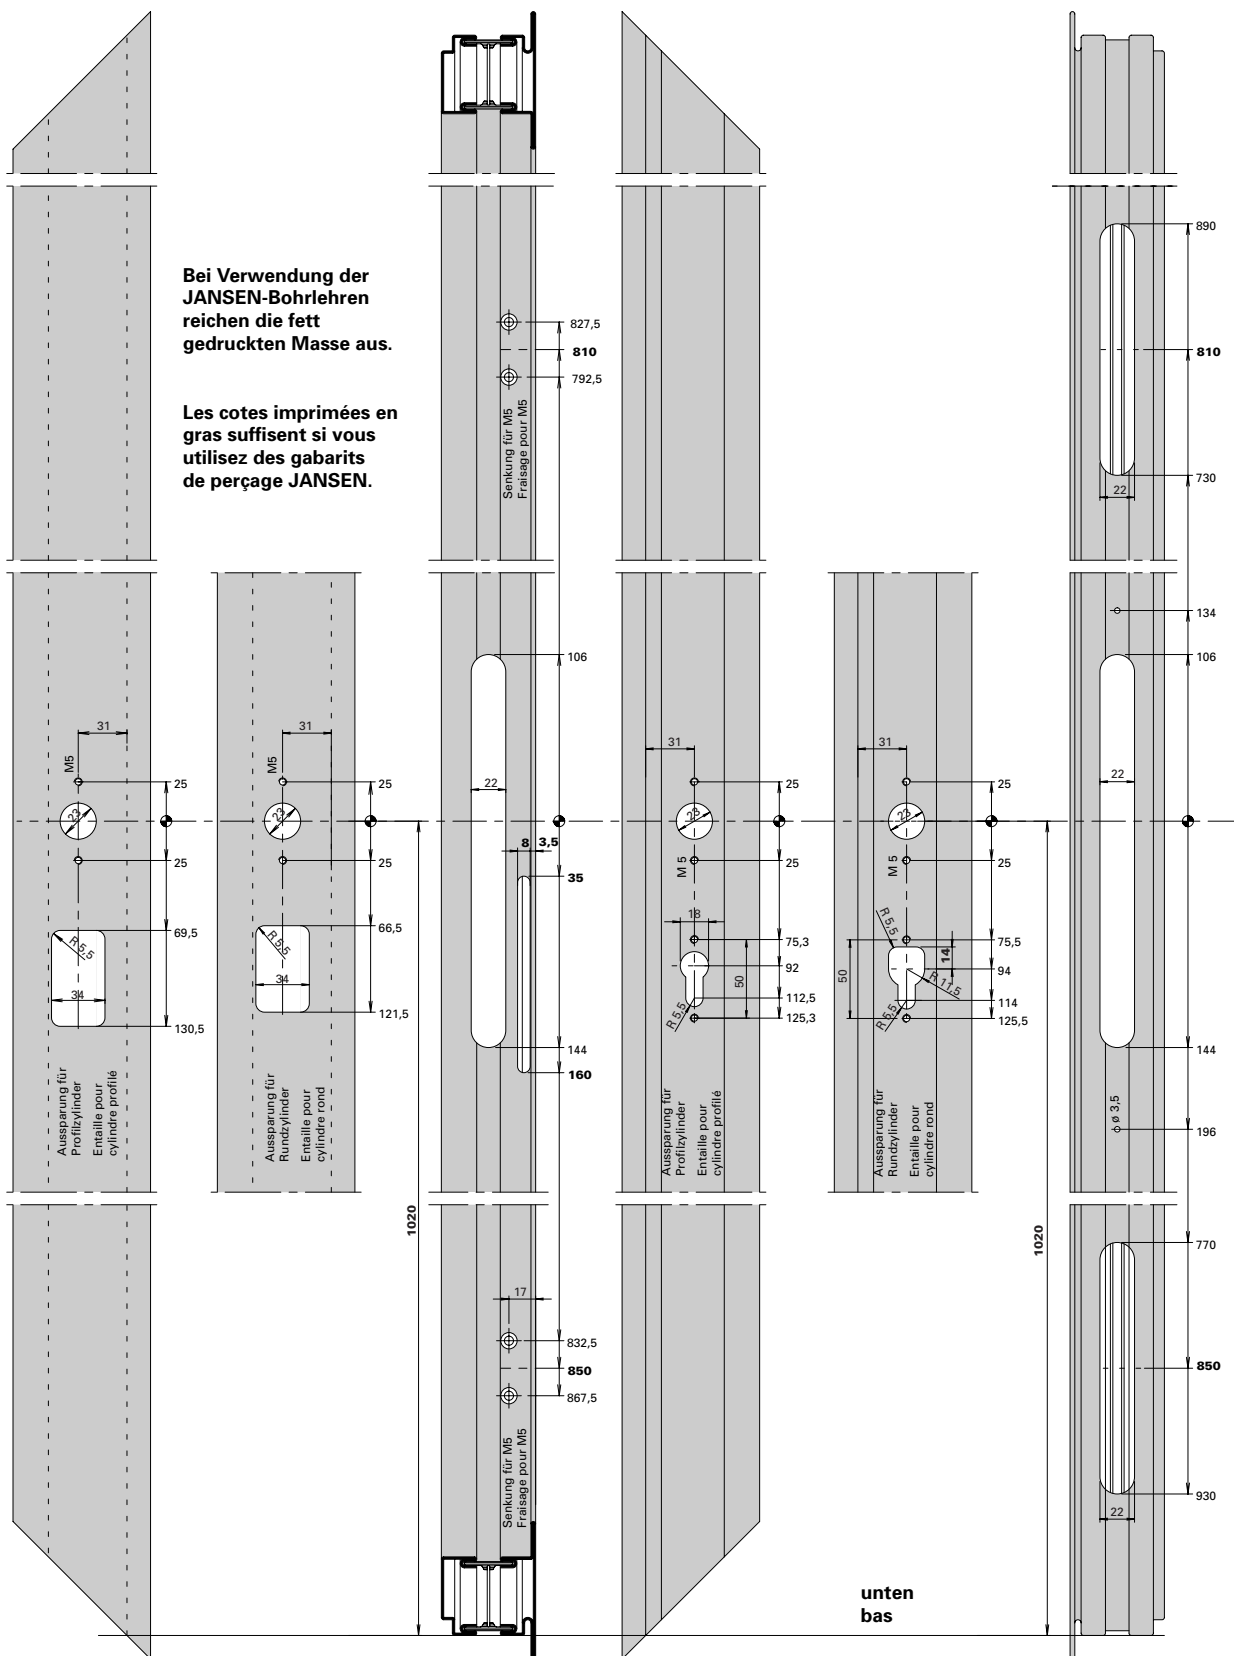 Bei Verwendung der
JANSEN-Bohrlehren
reichen die fett
gedruckten Masse aus.
Les cotes imprimées en
gras suffisent si vous
utilisez des gabarits
de perçage JANSEN.
31
M5
25
23
25
69,5
R 5,5
34
130,5
Aussparung für
Profilzylinder
Entaille pour
cylindre profilé
31
M5
25
23
25
66,5
R 5,5
34
121,5
Aussparung für
Rundzylinder
Entaille pour
cylindre rond
1020
827,5
810
792,5
Senkung für M5
Fraisage pour M5
106
22
8
3,5
35
144
160
17
832,5
850
867,5
Senkung für M5
Fraisage pour M5
31
25
23
25
M 5
18
75,3
92
50
112,5
R 5,5
125,3
Aussparung für
Profilzylinder
Entaille pour
cylindre profilé
31
25
23
25
M 5
R 5,5
75,5
14
94
50
R 11,5
114
R 5,5
125,5
Aussparung für
Rundzylinder
Entaille pour
cylindre rond
1020
unten
bas
890
810
730
22
134
106
22
144
ø 3,5
196
770
850
930
22